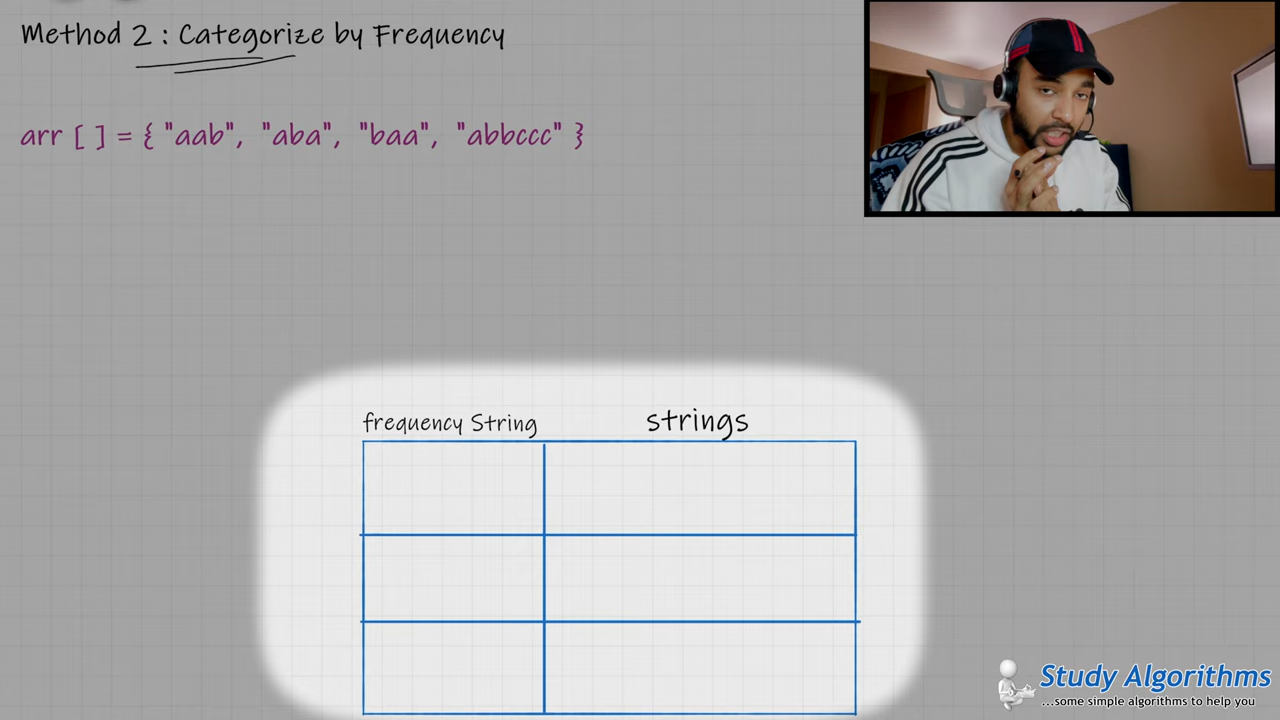 Method 2 : Categorize by Frequency
arr [ ] = { "aab", "aba", "baa", "abbccc" }
frequency String strings
Study Algorithms
...some simple algorithms to help you